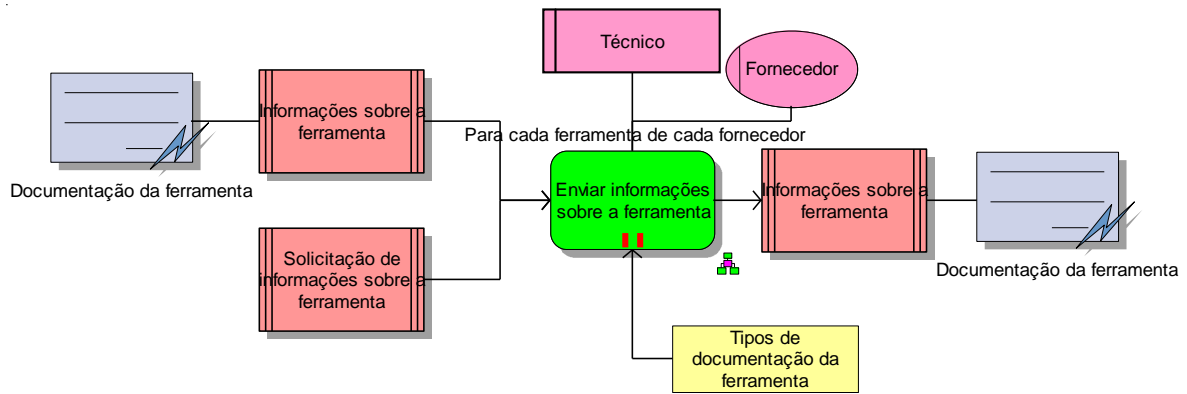 Técnico
Fornecedor
Informações sobre a
ferramenta
Documentação da ferramenta
Para cada ferramenta de cada fornecedor
Enviar informações
sobre a ferramenta
Informações sobre a
ferramenta
Documentação da ferramenta
Solicitação de
informações sobre a
ferramenta
Tipos de
documentação da
ferramenta